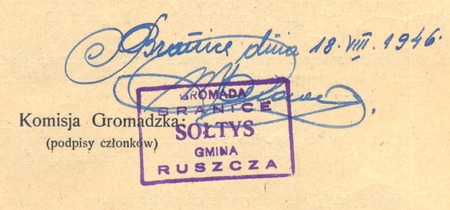 Branice dnia 18.VIII.1946.
GROMADA
BRANICE
Komisja Gromadzka:
SOŁTYS
(podpisy członków)
GMINA
RUSZCZA